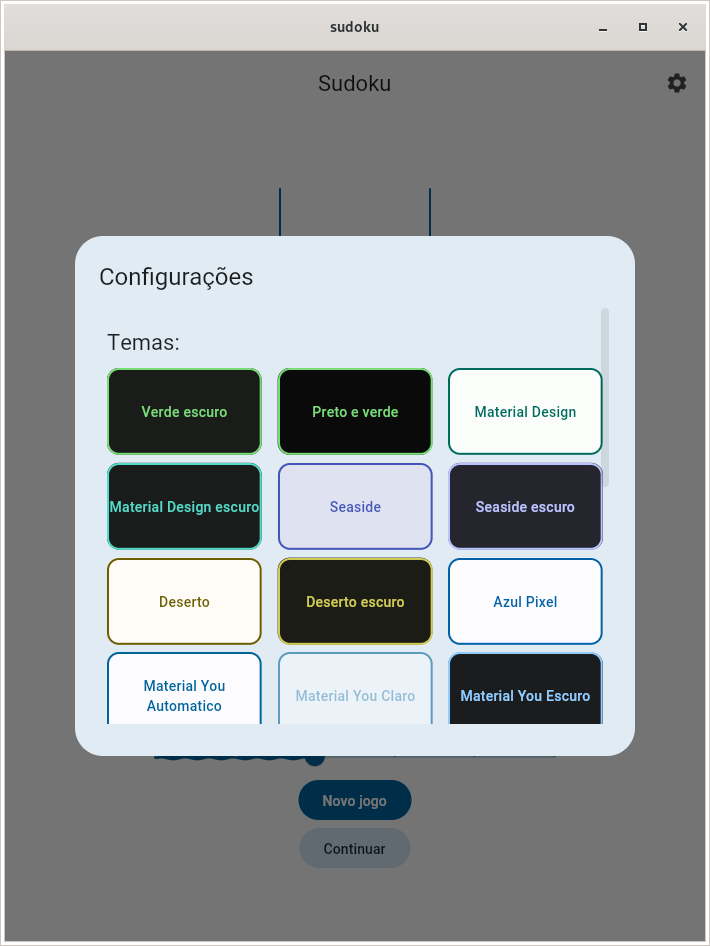 sudoku
Sudoku
Configurações
Temas:
Verde escuro
Preto e verde
Material Design
Material Design escuro
Seaside
Seaside escuro
Deserto
Deserto escuro
Azul Pixel
Material You
Automatico
Material You Claro
Material You Escuro
Novo jogo
Continuar